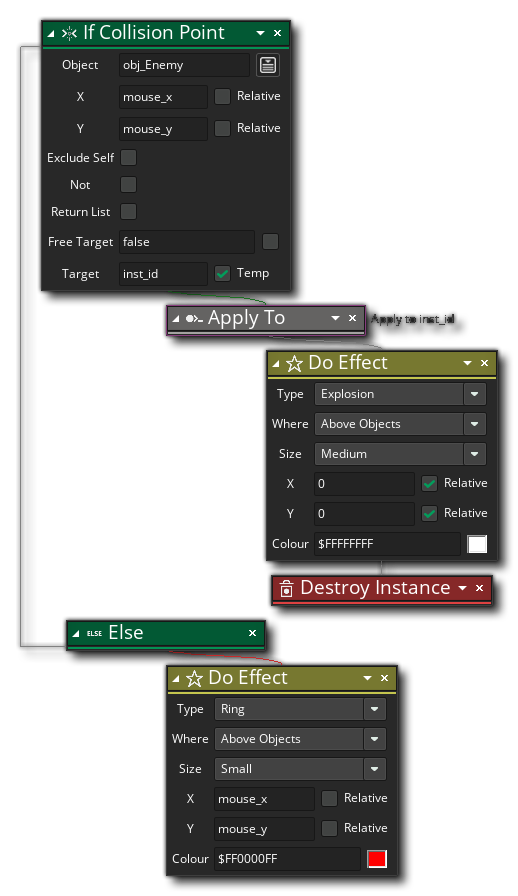 If Collision Point
Object obj_Enemy
X mouse_x Relative
Y mouse_y Relative
Exclude Self
Not
Return List
Free Target false
Target inst_id Temp
Apply To Apply to inst_id
Do Effect
Type Explosion
Where Above Objects
Size Medium
X 0 Relative
Y 0 Relative
Colour $FFFFFFFF
Destroy Instance
ELSE Else
Do Effect
Type Ring
Where Above Objects
Size Small
X mouse_x Relative
Y mouse_y Relative
Colour $FF0000FF